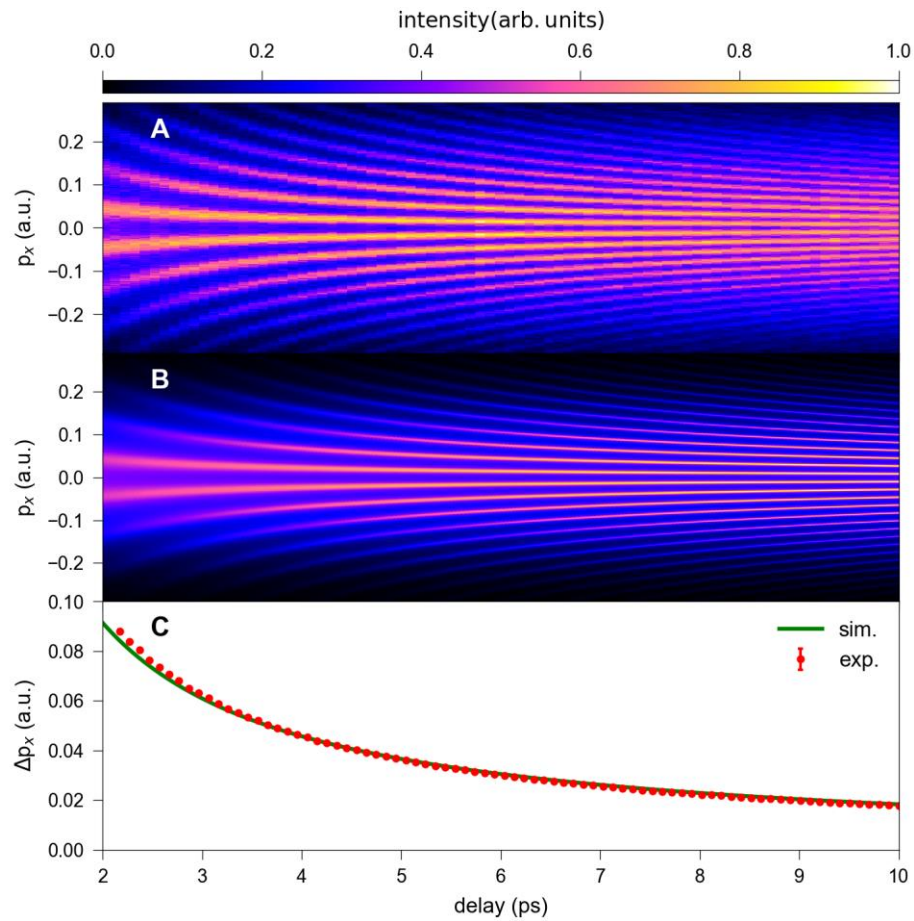 intensity(arb. units)
0.0 0.2 0.4 0.6 0.8 1.0
A
0.2
0.1
0.0
−0.1
−0.2
pₓ (a.u.)
B
0.2
0.1
0.0
−0.1
−0.2
pₓ (a.u.)
C
0.10
0.08
0.06
0.04
0.02
0.00
Δpₓ (a.u.)
sim.
exp.
2 3 4 5 6 7 8 9 10
delay (ps)